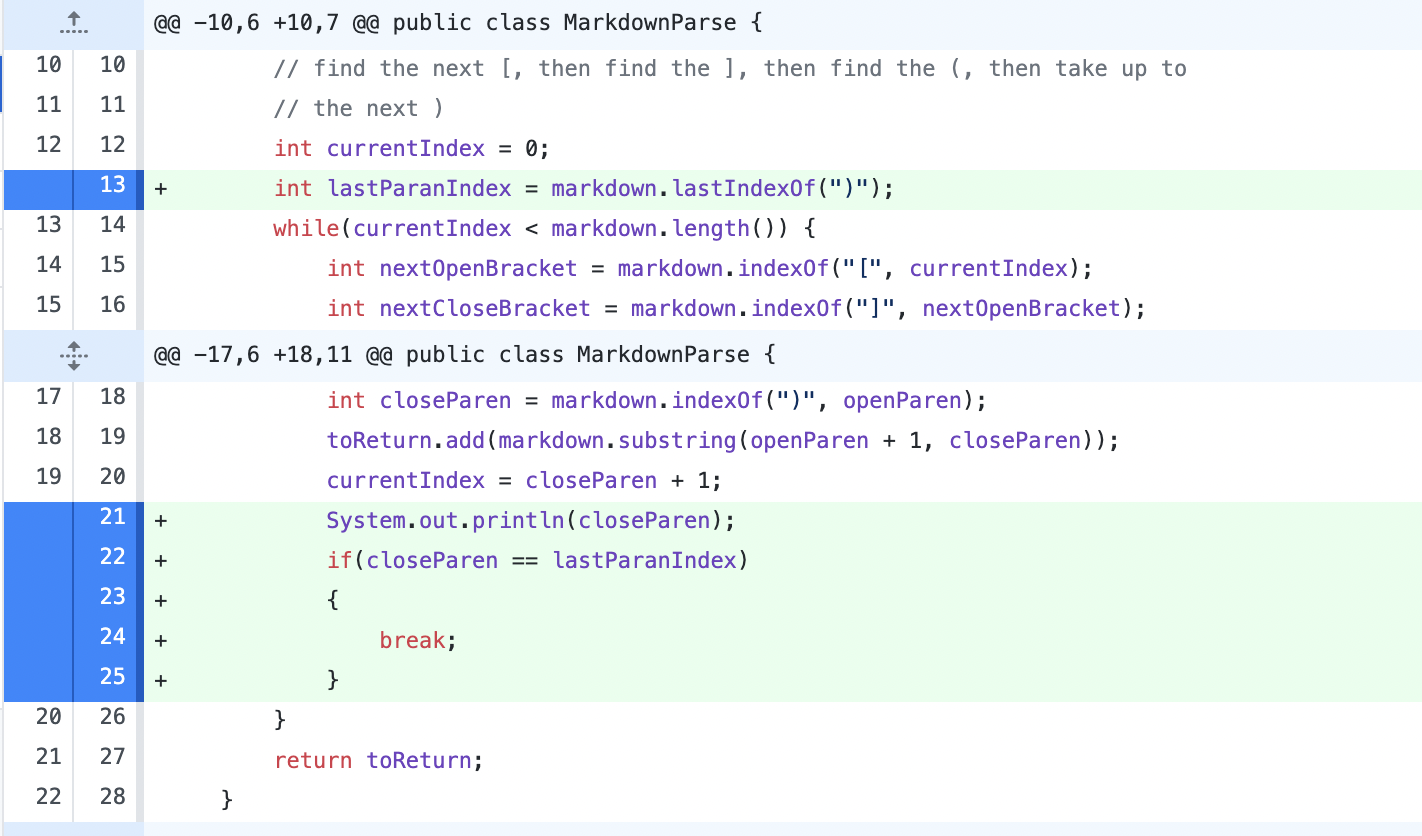 @@ -10,6 +10,7 @@ public class MarkdownParse {
10 10 // find the next [, then find the ], then find the (, then take up to
11 11 // the next )
12 12 int currentIndex = 0;
13 + int lastParanIndex = markdown.lastIndexOf(")");
13 14 while(currentIndex < markdown.length()) {
14 15 int nextOpenBracket = markdown.indexOf("[", currentIndex);
15 16 int nextCloseBracket = markdown.indexOf("]", nextOpenBracket);
@@ -17,6 +18,11 @@ public class MarkdownParse {
17 18 int closeParen = markdown.indexOf(")", openParen);
18 19 toReturn.add(markdown.substring(openParen + 1, closeParen));
19 20 currentIndex = closeParen + 1;
21 + System.out.println(closeParen);
22 + if(closeParen == lastParanIndex)
23 + {
24 + break;
25 + }
20 26 }
21 27 return toReturn;
22 28 }